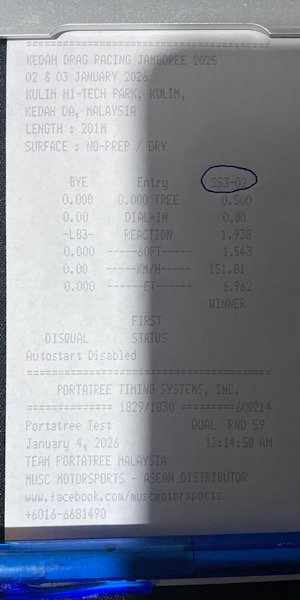 KEDAH DRAG RACING JAMBOREE 2025
02 & 03 JANUARY 2026
KULIM HI-TECH PARK, KULIM,
KEDAH DA, MALAYSIA
LENGTH : 201M
SURFACE : NO-PREP / DRY
BYE Entry SS3-02
0.000 0.000 TREE 0.500
0.00 DIAL-IN 0.00
-LB3- REACTION 1.938
0.000 -----60FT----- 1.543
0.00 -----KM/H----- 151.81
0.000 ------ET------ 6.962
WINNER
FIRST
DISQUAL STATUS
Autostart Disabled
================================
PORTATREE TIMING SYSTEMS, INC.
============= 1829/1830 ========600214
Portatree Test QUAL RND 59
January 4, 2026 12:14:58 AM
TEAM PORTATREE MALAYSIA
MUSC MOTORSPORTS - ASEAN DISTRIBUTOR
www.facebook.com/muscmotorsports
+6016-6681490